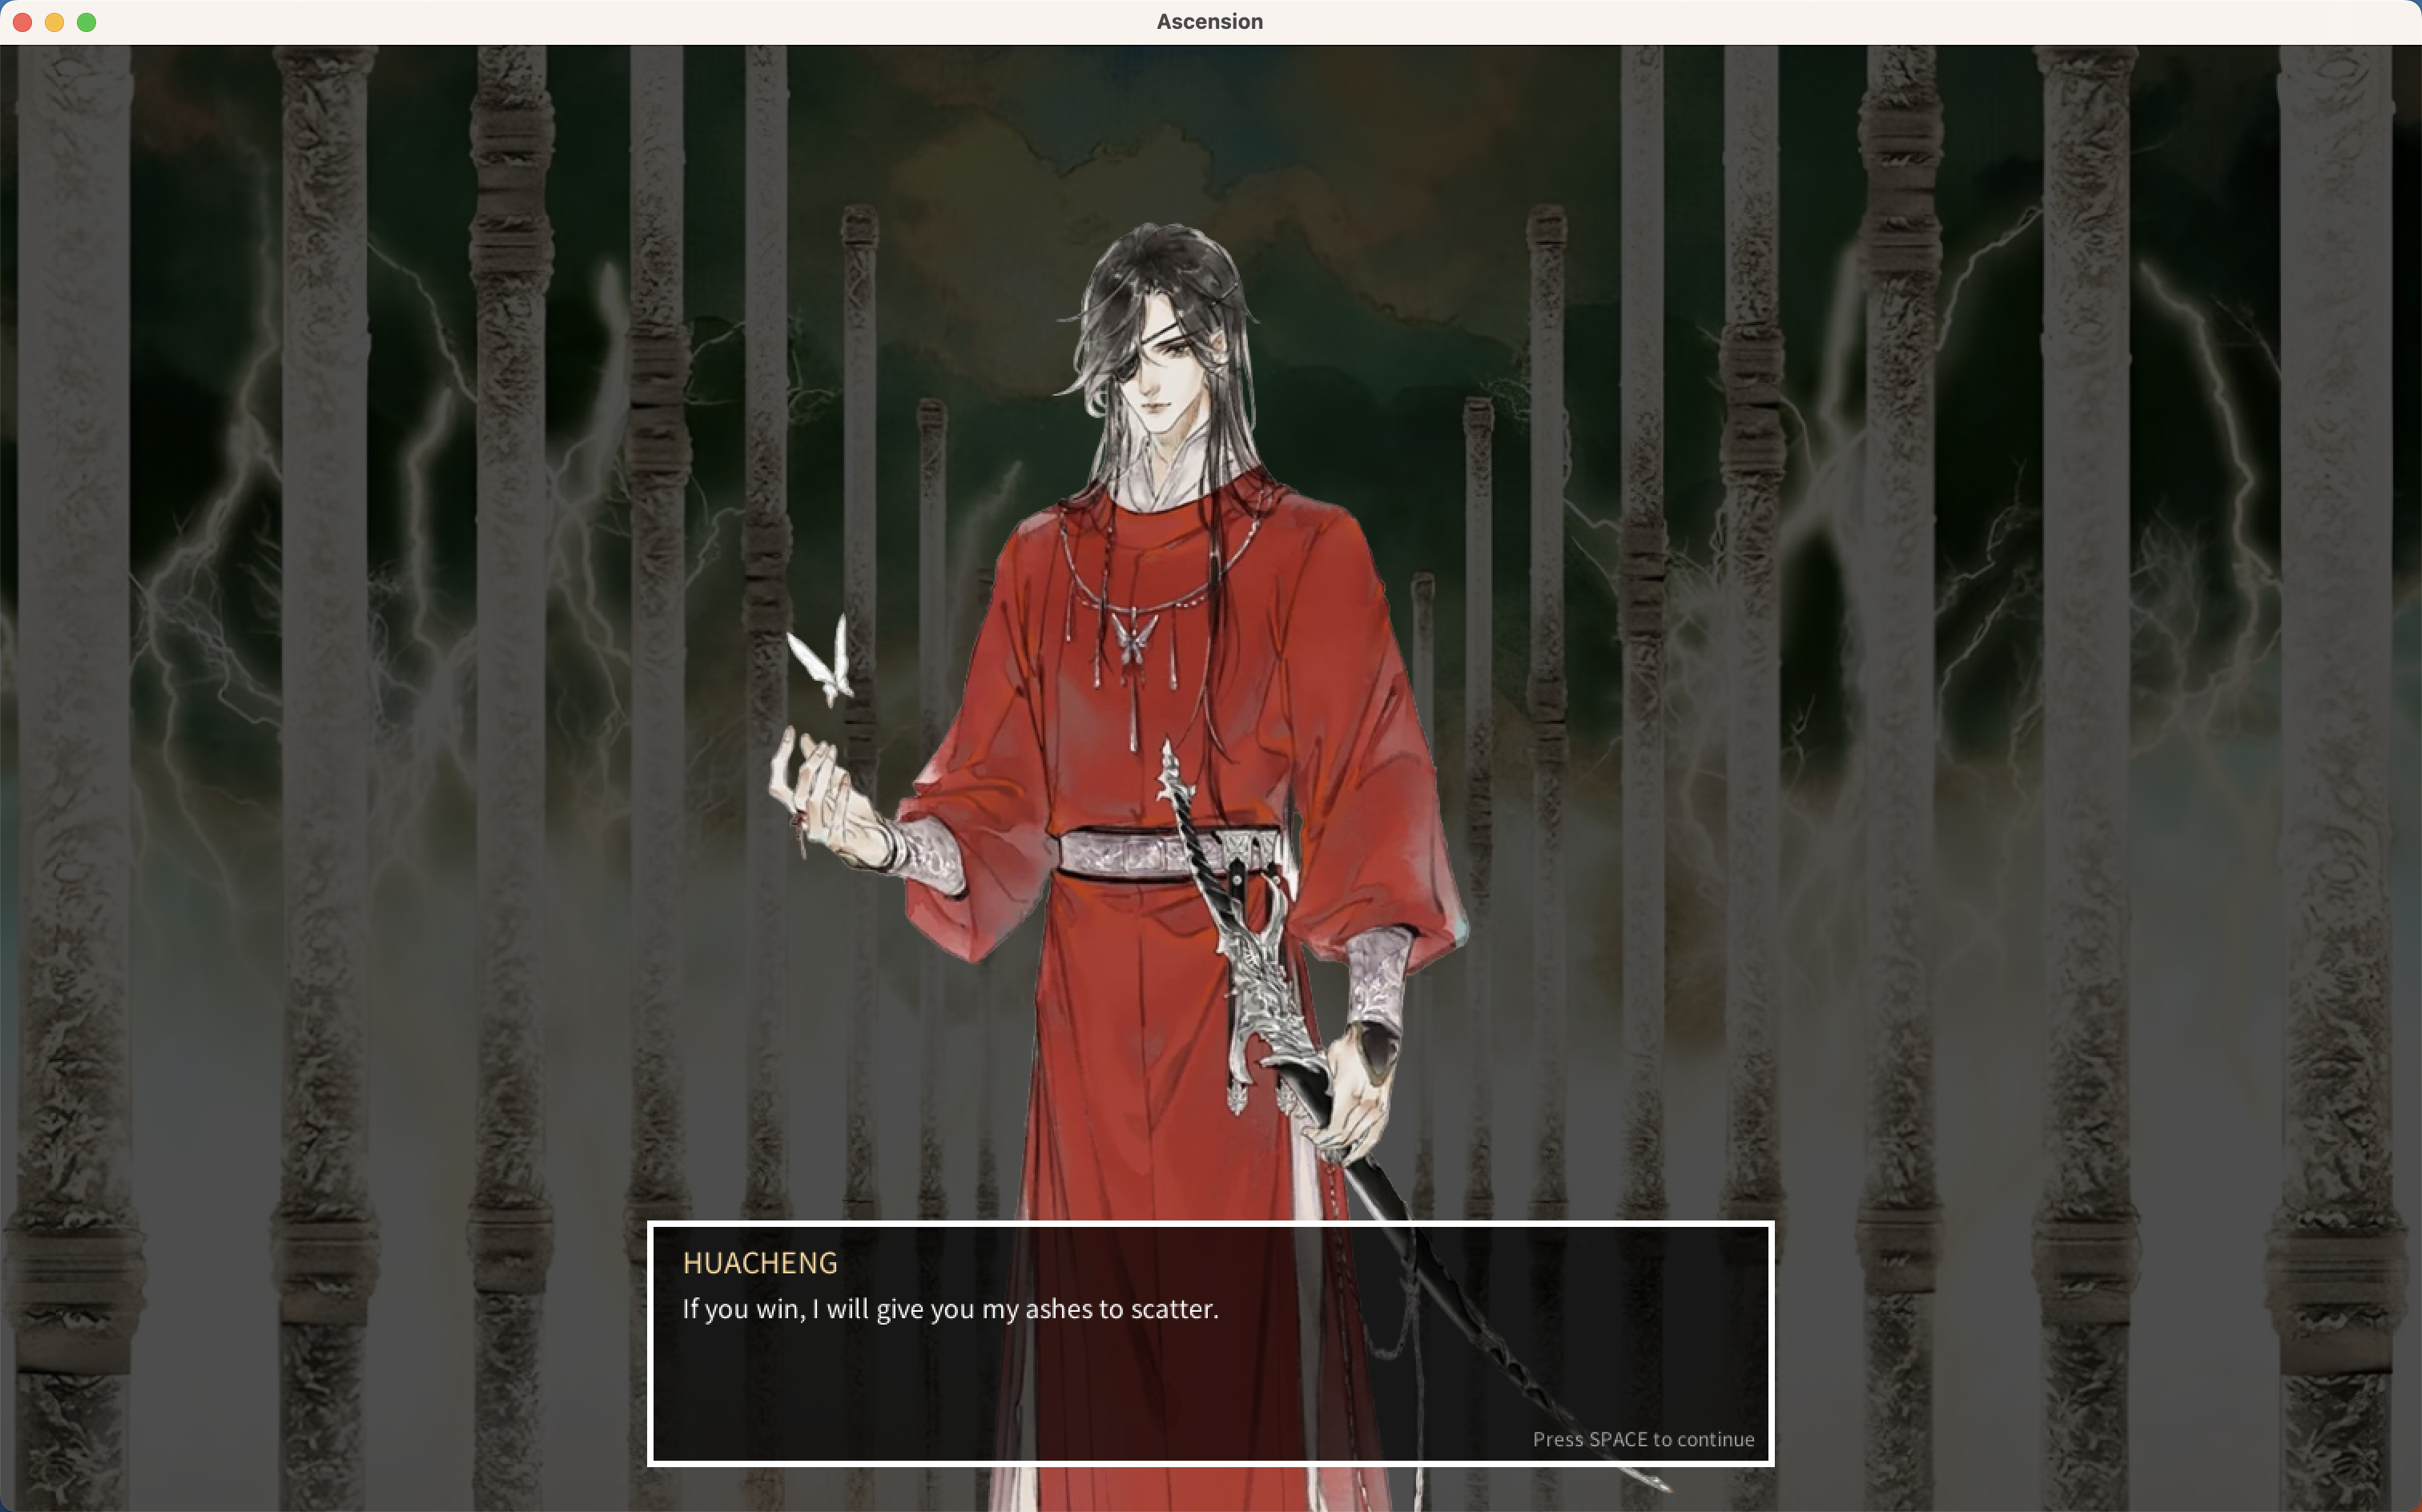 Ascension
HUACHENG
If you win, I will give you my ashes to scatter.
Press SPACE to continue